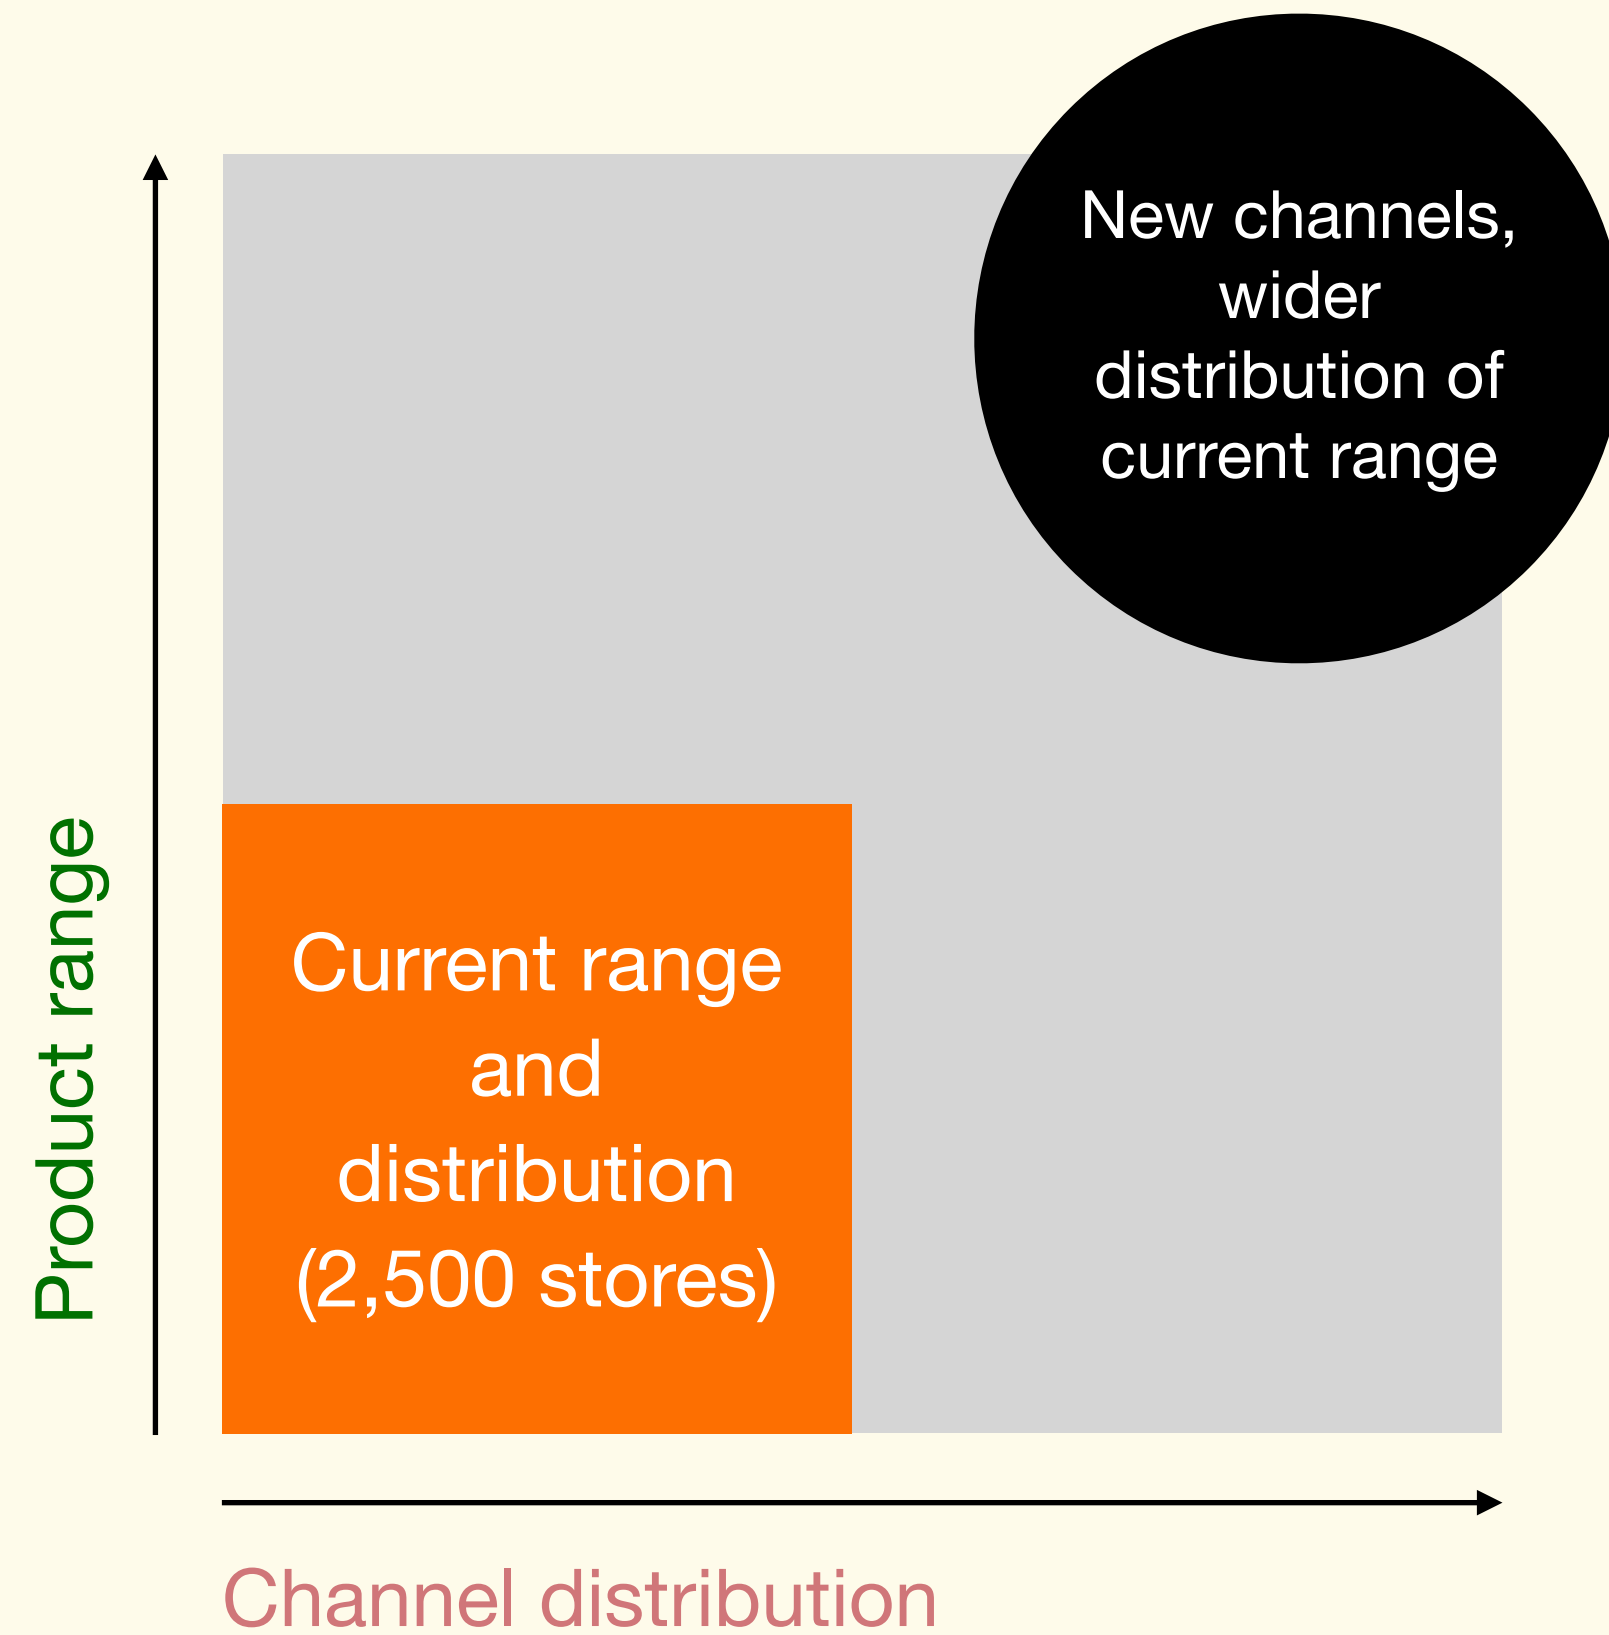 New channels,
wider
distribution of
current range
Product range
Current range
and
distribution
(2,500 stores)
Channel distribution